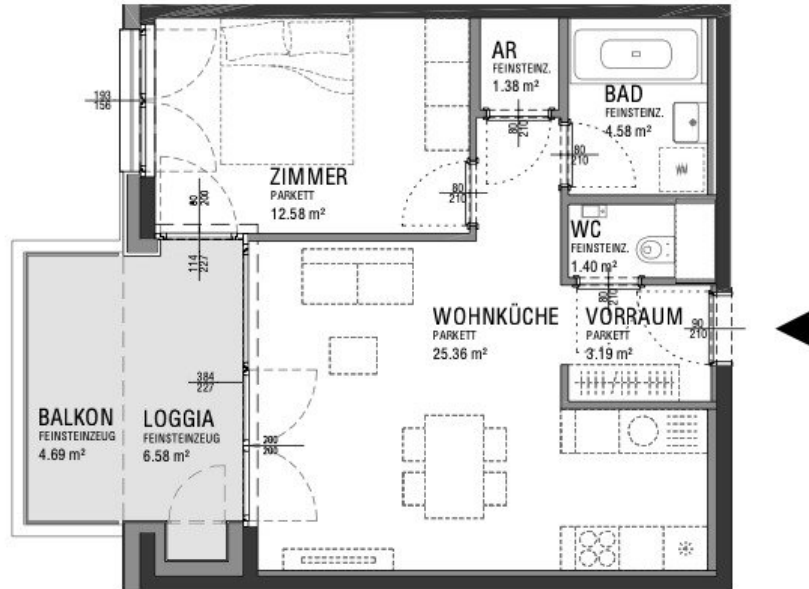 AR
FEINSTEINZ.
1.38 m²
BAD
FEINSTEINZ.
4.58 m²
193
156
80
210
80
210
80
210
ZIMMER
PARKETT
12.58 m²
80
200
WC
FEINSTEINZ.
1.40 m²
114
227
80
210
WOHNKÜCHE
PARKETT
25.36 m²
VORRAUM
PARKETT
3.19 m²
90
210
384
227
BALKON
FEINSTEINZEUG
4.69 m²
LOGGIA
FEINSTEINZEUG
6.58 m²
200
200